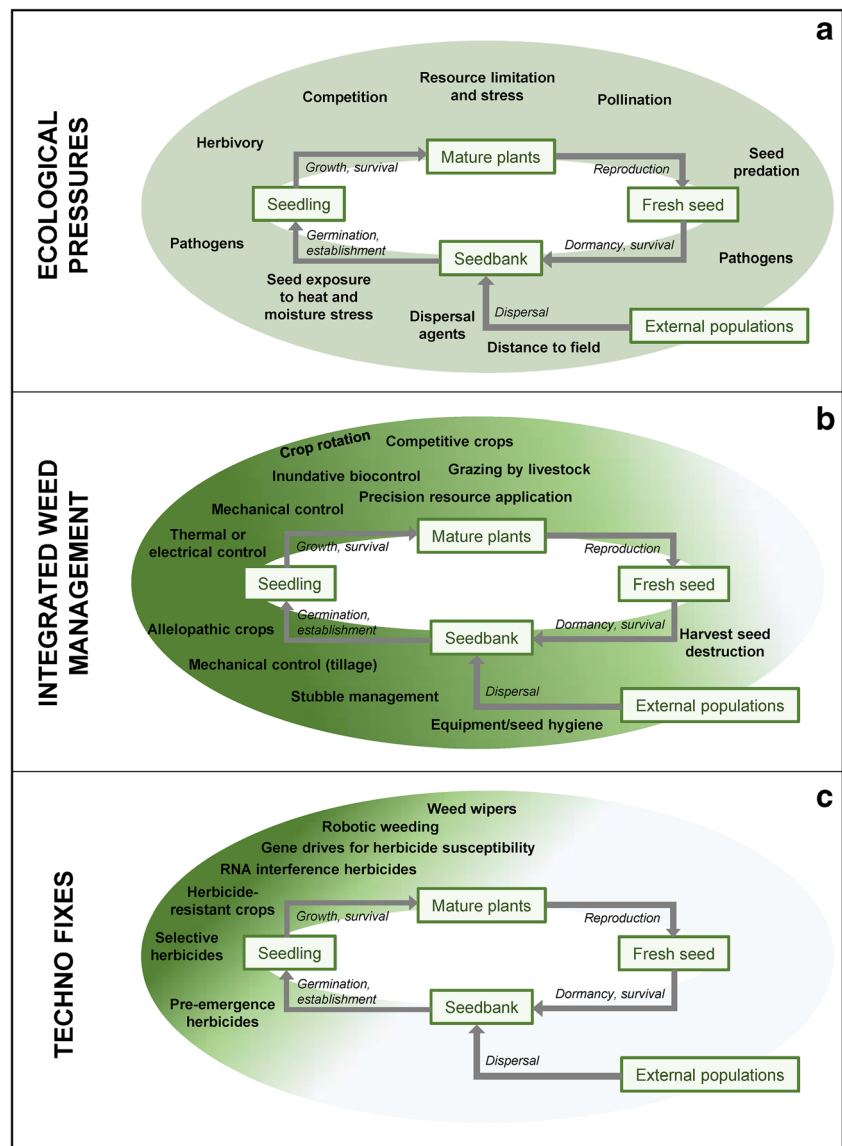 a
ECOLOGICAL
PRESSURES
Resource limitation
and stress
Competition
Pollination
Herbivory
Mature plants
Seed
predation
Growth, survival
Reproduction
Seedling
Fresh seed
Germination,
establishment
Dormancy, survival
Pathogens
Seedbank
Pathogens
Seed exposure
to heat and
moisture stress
Dispersal
agents
Dispersal
External populations
Distance to field
b
INTEGRATED WEED
MANAGEMENT
Crop rotation
Competitive crops
Inundative biocontrol
Grazing by livestock
Precision resource application
Mechanical control
Thermal or
electrical control
Mature plants
Growth, survival
Reproduction
Seedling
Fresh seed
Germination,
establishment
Dormancy, survival
Allelopathic crops
Seedbank
Harvest seed
destruction
Mechanical control (tillage)
Stubble management
Dispersal
External populations
Equipment/seed hygiene
c
TECHNO FIXES
Weed wipers
Robotic weeding
Gene drives for herbicide susceptibility
RNA interference herbicides
Herbicide-
resistant crops
Mature plants
Growth, survival
Reproduction
Selective
herbicides
Seedling
Fresh seed
Germination,
establishment
Dormancy, survival
Pre-emergence
herbicides
Seedbank
Dispersal
External populations